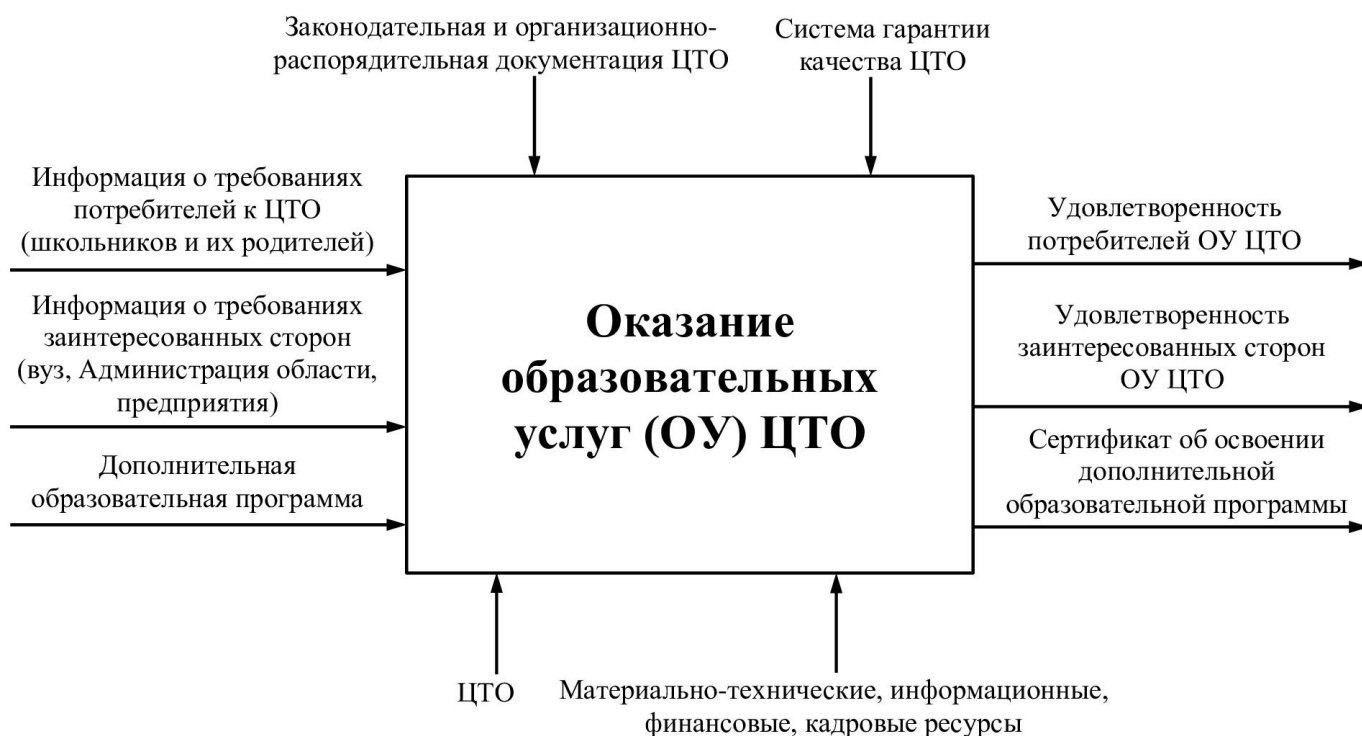 Законодательная и организационно-
распорядительная документация ЦТО
Система гарантии
качества ЦТО
Информация о требованиях
потребителей к ЦТО
(школьников и их родителей)
Информация о требованиях
заинтересованных сторон
(вуз, Администрация области,
предприятия)
Дополнительная
образовательная программа
Оказание
образовательных
услуг (ОУ) ЦТО
Удовлетворенность
потребителей ОУ ЦТО
Удовлетворенность
заинтересованных сторон
ОУ ЦТО
Сертификат об освоении
дополнительной
образовательной программы
ЦТО
Материально-технические, информационные,
финансовые, кадровые ресурсы